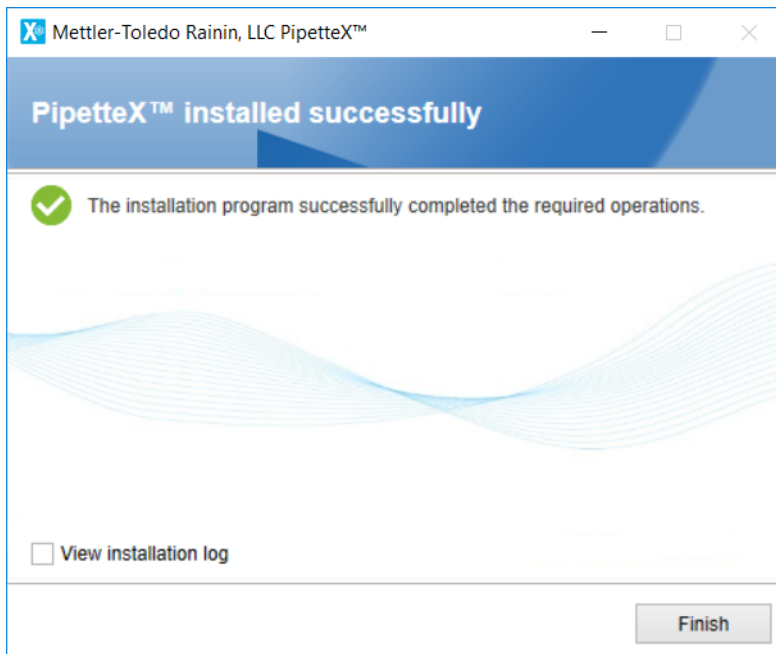 Mettler-Toledo Rainin, LLC PipetteX™
PipetteX™ installed successfully
The installation program successfully completed the required operations.
View installation log
Finish